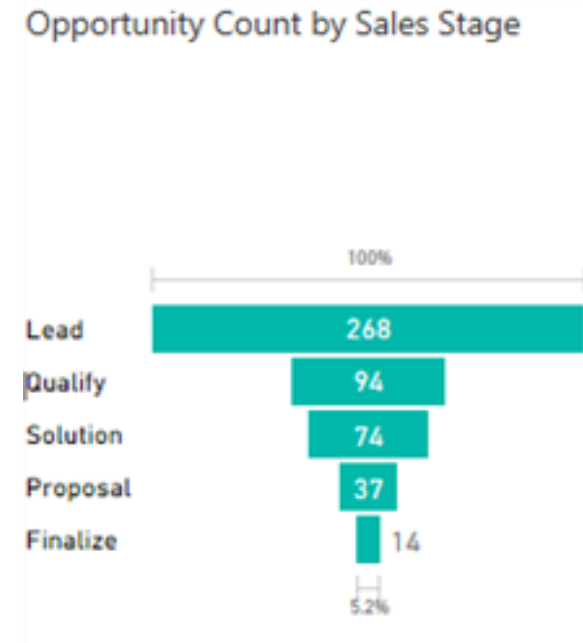 Opportunity Count by Sales Stage
100%
Lead 268
Qualify 94
Solution 74
Proposal 37
Finalize 14
5.2%